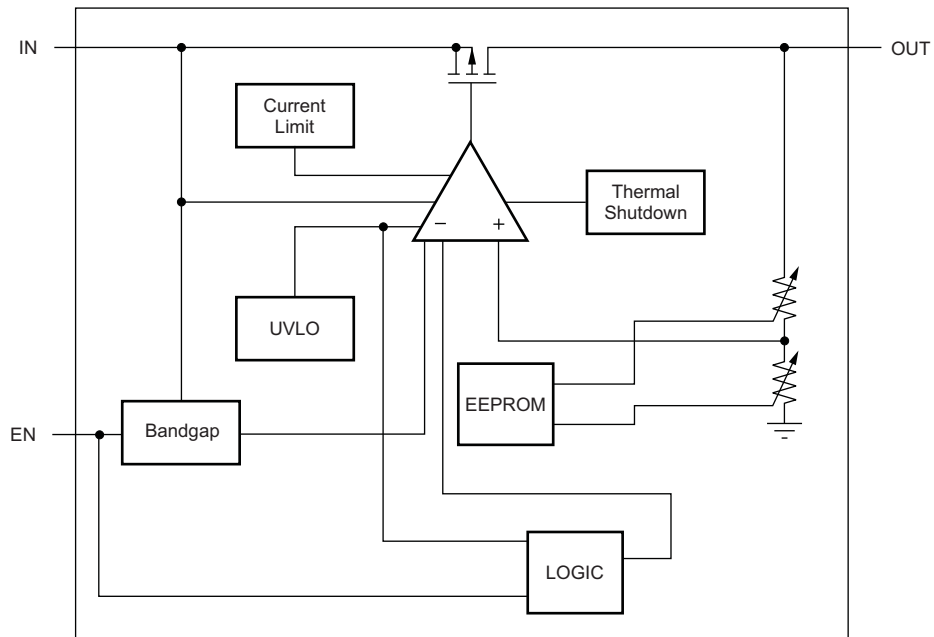 IN
OUT
Current
Limit
Thermal
Shutdown
−
+
UVLO
EEPROM
EN
Bandgap
LOGIC